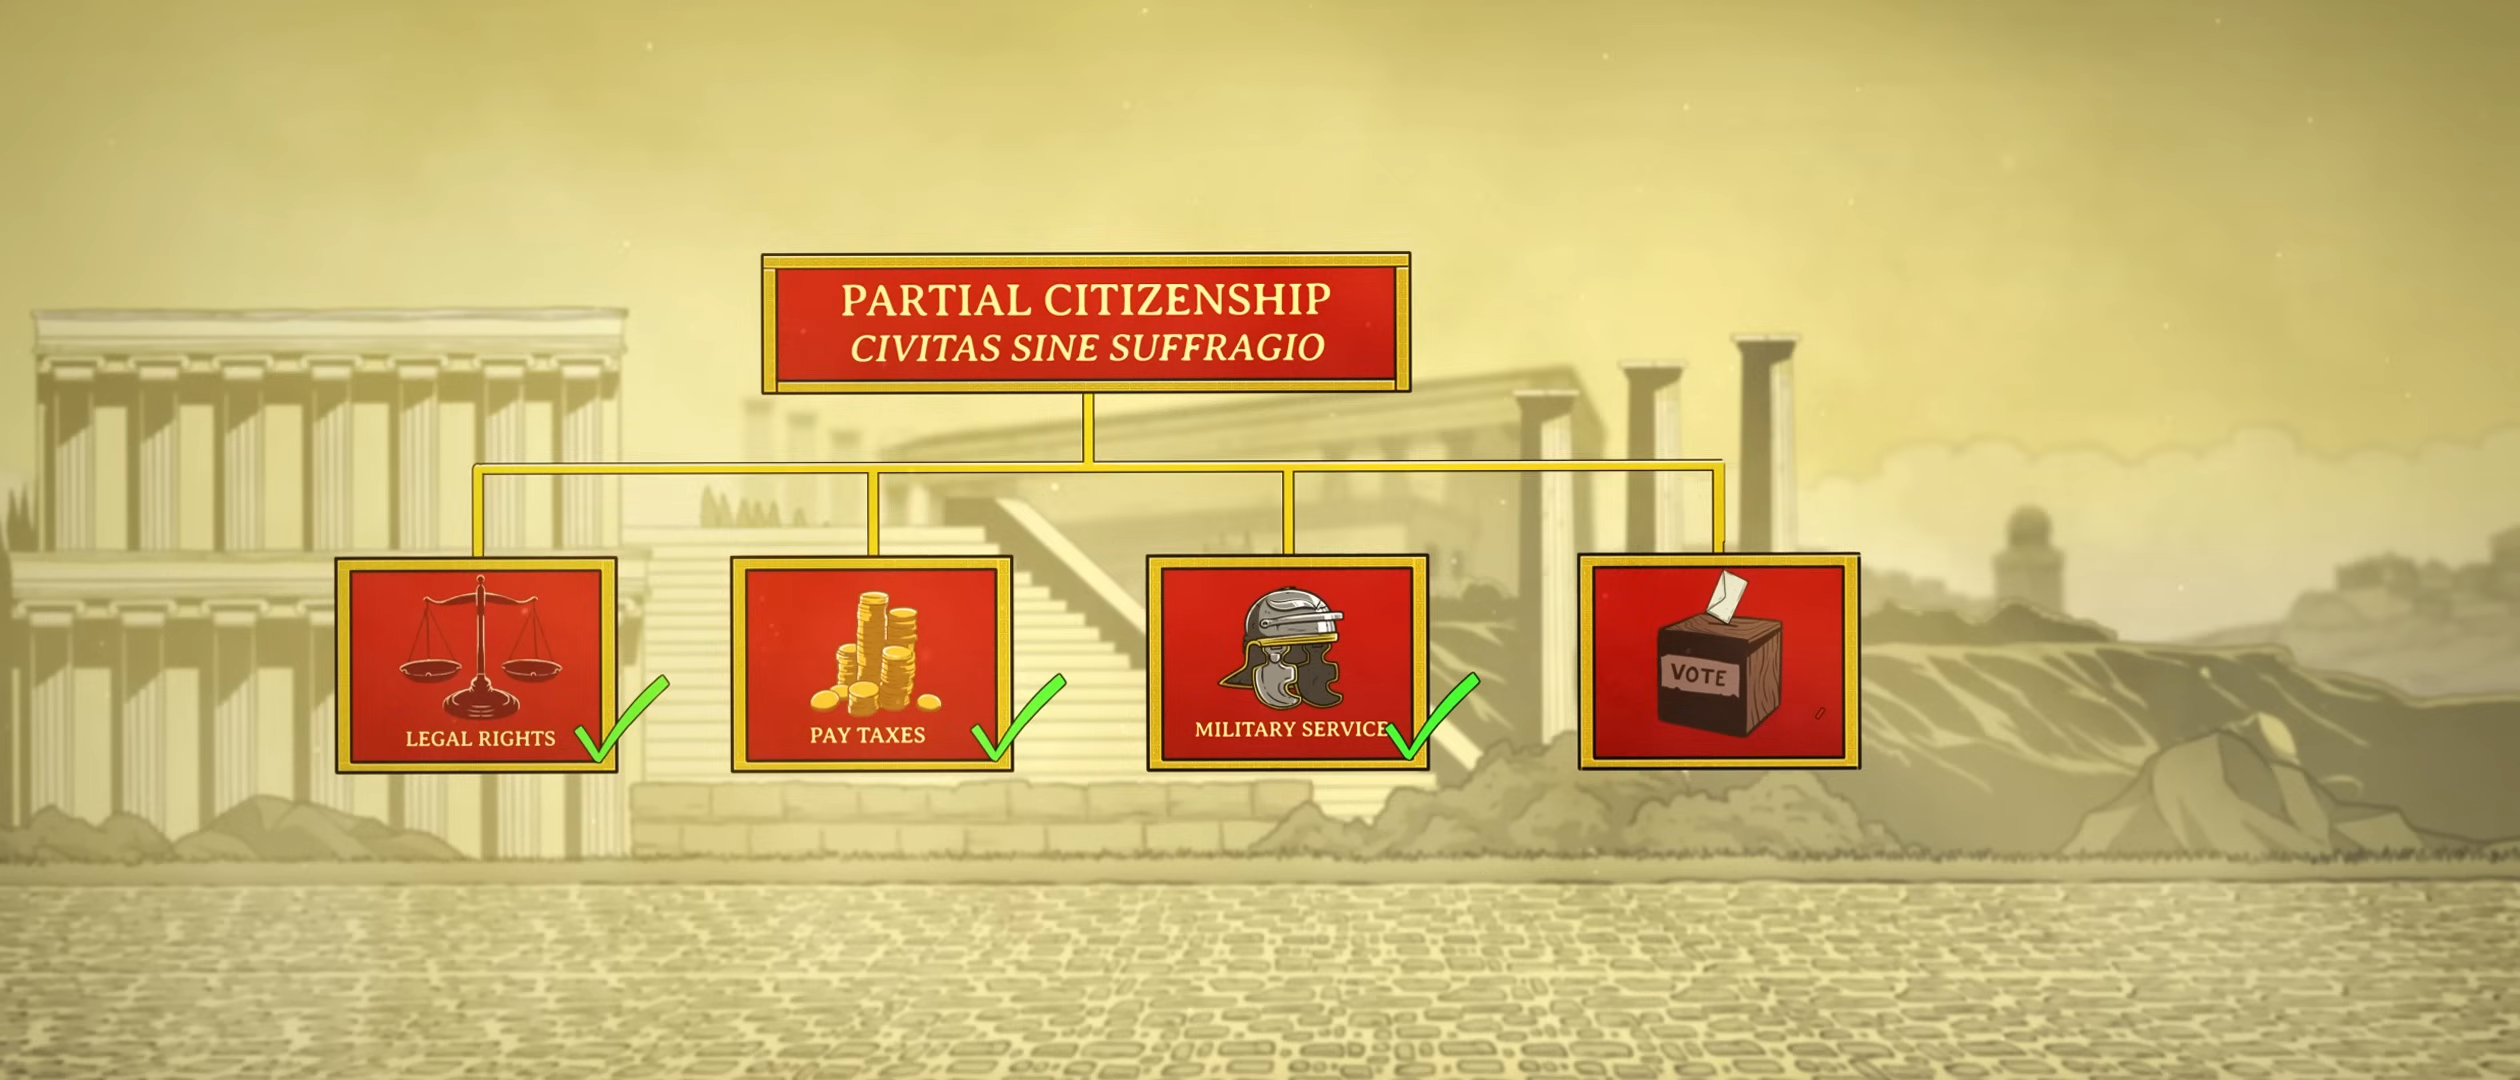 PARTIAL CITIZENSHIP
CIVITAS SINE SUFFRAGIO
LEGAL RIGHTS
PAY TAXES
MILITARY SERVICE
VOTE